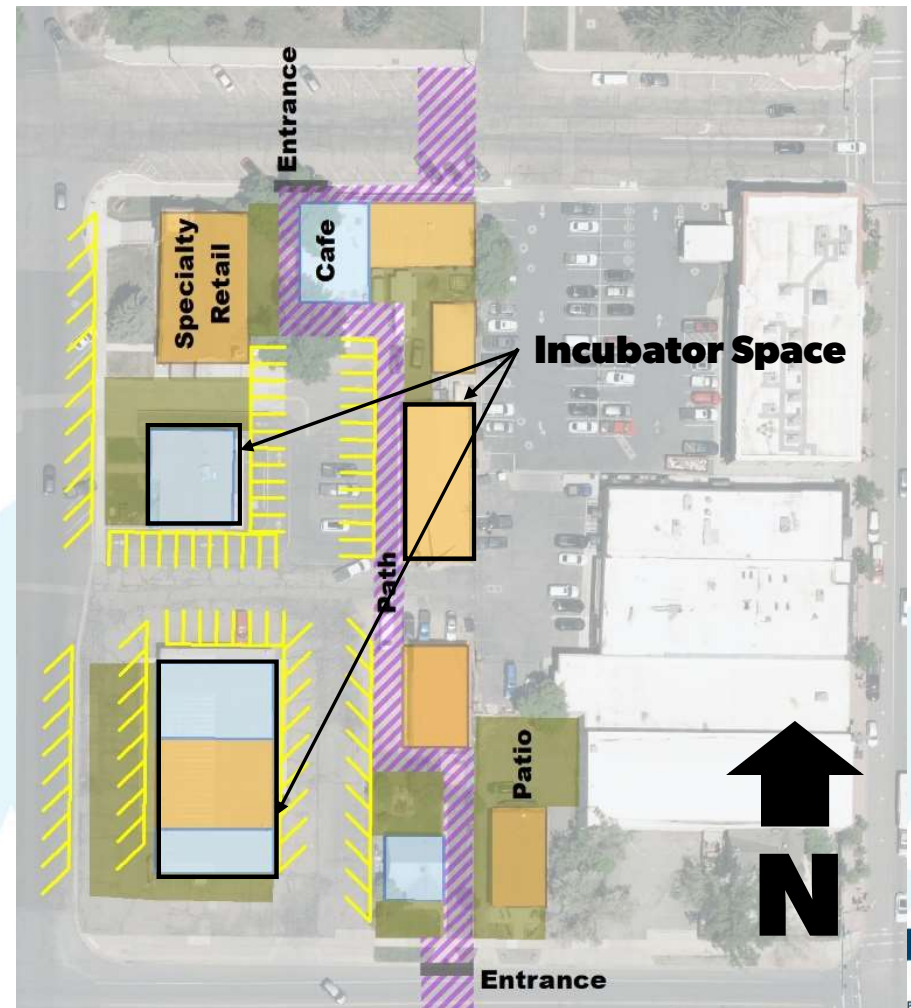 Entrance
Specialty
Retail
Cafe
Incubator Space
Path
Patio
N
Entrance